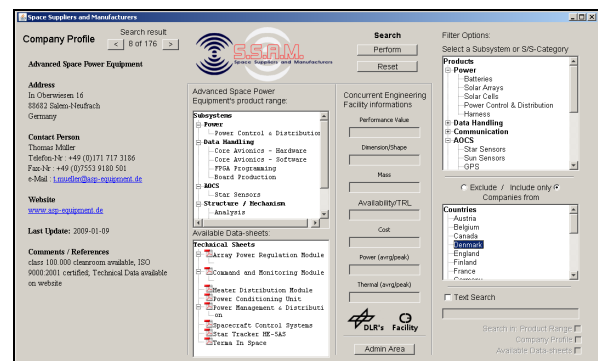 Space Suppliers and Manufacturers
Company Profile
Search result
< 8 of 176 >
Advanced Space Power Equipment
Address
In Oberwiesen 16
88682 Salem-Neufrach
Germany
Contact Person
Thomas Müller
Telefon-Nr : +49 (0)171 717 3186
Fax-Nr : +49 (0)7553 9180 501
e-Mail : t.mueller@asp-equipment.de
Website
www.asp-equipment.de
Last Update: 2009-01-09
Comments / References
class 100.000 cleanroom available, ISO
9000:2001 certified, Technical Data available
on website
S.S.A.M.
Space Suppliers and Manufacturers
Advanced Space Power
Equipment's product range:
Subsystems
Power
Power Control & Distribution
Data Handling
Core Avionics - Hardware
Core Avionics - Software
FPGA Programming
Board Production
AOCS
Star Sensors
Structure / Mechanism
Analysis
Available Data-sheets:
Technical Sheets
Array Power Regulation Module
Command and Monitoring Module
Heater Distribution Module
Power Conditioning Unit
Power Management & Distributi
on
Spacecraft Control Systems
Star Tracker HE-5AS
Terma In Space
Search
Perform
Reset
Concurrent Engineering
Facility informations
Performance Value
Dimension/Shape
Mass
Availability/TRL
Cost
Power (avrg/peak)
Thermal (avrg/peak)
DLR's Facility
Admin Area
Filter Options:
Select a Subsystem or S/S-Category
Products
Power
Batteries
Solar Arrays
Solar Cells
Power Control & Distribution
Harness
Data Handling
Communication
AOCS
Star Sensors
Sun Sensors
GPS
Exclude / Include only
Companies from
Countries
Austria
Belgium
Canada
Denmark
England
Finland
France
Germany
Text Search
Search in: Product Range
Company Profile
Available Data-sheets